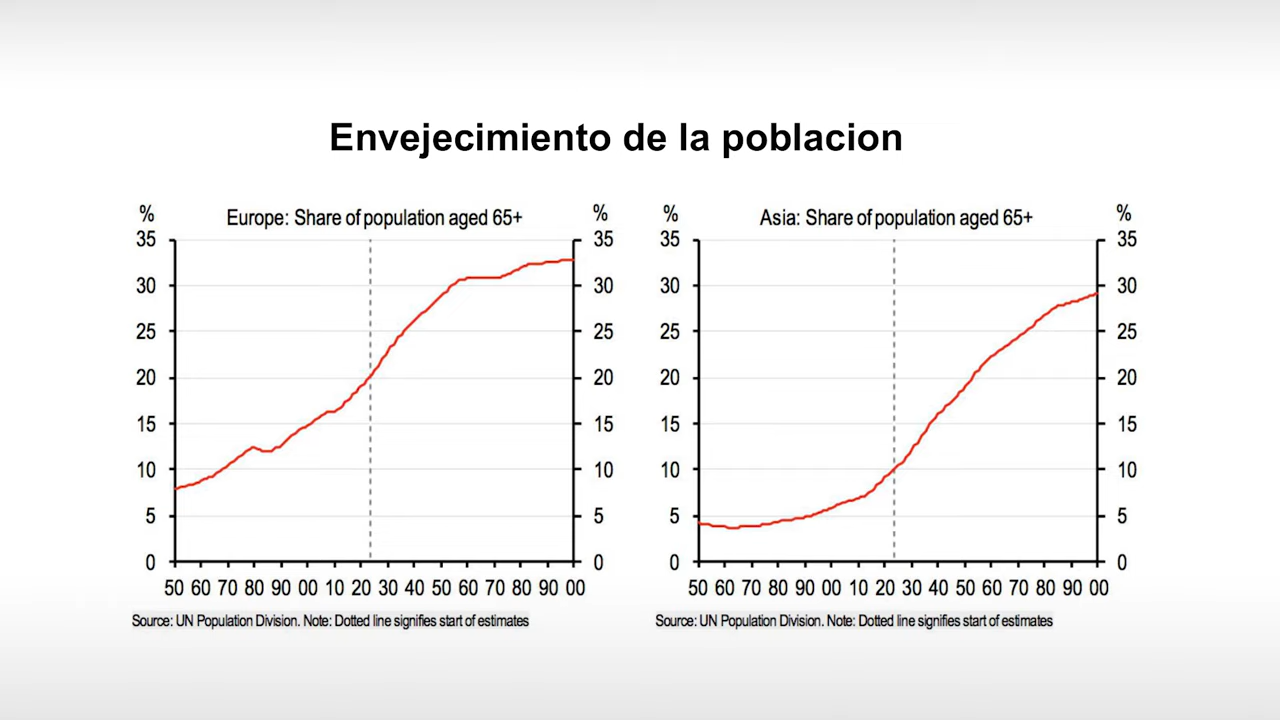 Envejecimiento de la poblacion
% Europe: Share of population aged 65+ %
35 35
30 30
25 25
20 20
15 15
10 10
5 5
0 0
50 60 70 80 90 00 10 20 30 40 50 60 70 80 90 00
Source: UN Population Division. Note: Dotted line signifies start of estimates
% Asia: Share of population aged 65+ %
35 35
30 30
25 25
20 20
15 15
10 10
5 5
0 0
50 60 70 80 90 00 10 20 30 40 50 60 70 80 90 00
Source: UN Population Division. Note: Dotted line signifies start of estimates